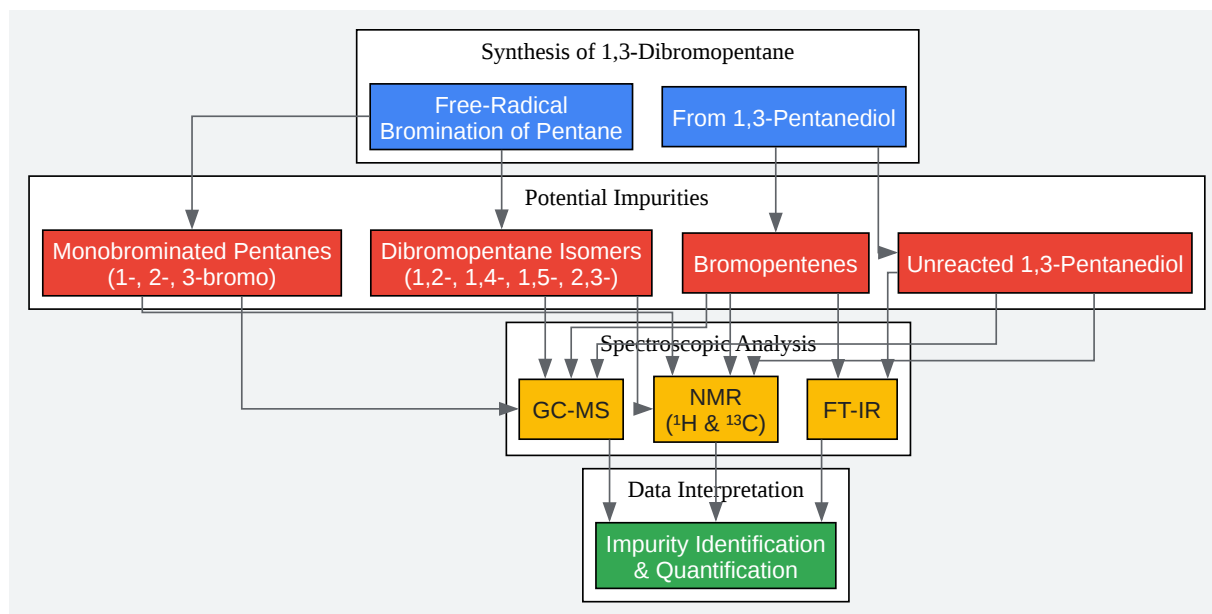 Synthesis of 1,3-Dibromopentane
Free-Radical
Bromination of Pentane
From 1,3-Pentanediol
Potential Impurities
Monobrominated Pentanes
(1-, 2-, 3-bromo)
Dibromopentane Isomers
(1,2-, 1,4-, 1,5-, 2,3-)
Bromopentenes
Unreacted 1,3-Pentanediol
Spectroscopic Analysis
GC-MS
NMR
(¹H & ¹³C)
FT-IR
Data Interpretation
Impurity Identification
& Quantification